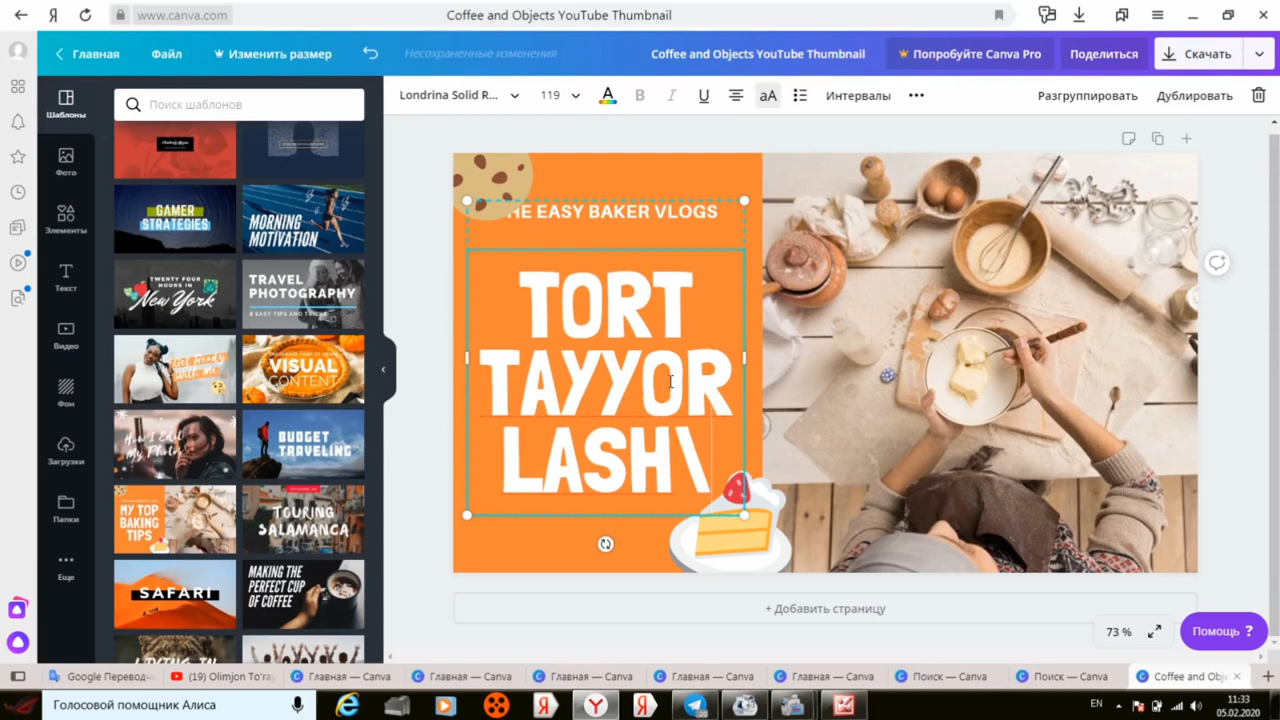 www.canva.com
Coffee and Objects YouTube Thumbnail
Главная
Файл
Изменить размер
Несохраненные изменения
Coffee and Objects YouTube Thumbnail
Попробуйте Canva Pro
Поделиться
Скачать
Londrina Solid R...
119
A
B
I
U
aA
Интервалы
•••
Разгруппировать
Дублировать
Шаблоны
Фото
Элементы
Текст
Видео
Фон
Загрузки
Папки
Еще
Поиск шаблонов
GAMER
STRATEGIES
MORNING
MOTIVATION
TWENTY FOUR
HOURS IN
New York
TRAVEL
PHOTOGRAPHY
VISUAL
CONTENT
How I Edit
My Photos
BUDGET
TRAVELING
MY TOP
BAKING
TIPS
TOURING
SALAMANCA
SAFARI
MAKING THE
PERFECT CUP
OF COFFEE
HE EASY BAKER VLOGS
TORT
TAYYOR
LASH\
+ Добавить страницу
73 %
Помощь ?
Google Переводч
(19) Olimjon To'ra
Главная — Canva
Главная — Canva
Главная — Canva
Главная — Canva
Главная — Canva
Поиск — Canva
Поиск — Canva
Coffee and Obje
Голосовой помощник Алиса
EN
11:33
05.02.2020